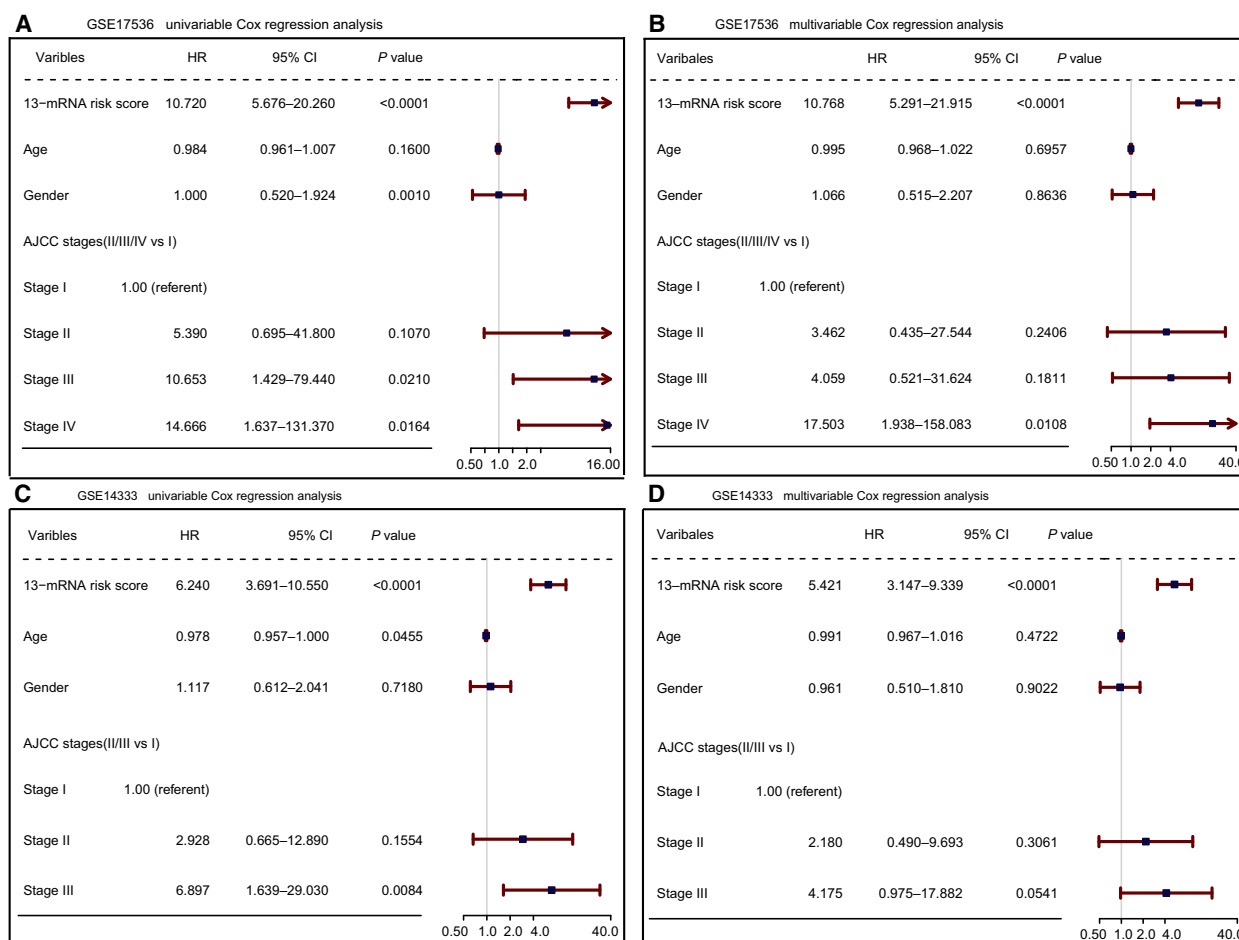 A GSE17536 univariable Cox regression analysis
Varibles HR 95% CI P value
13−mRNA risk score 10.720 5.676–20.260 <0.0001
Age 0.984 0.961–1.007 0.1600
Gender 1.000 0.520–1.924 0.0010
AJCC stages(II/III/IV vs I)
Stage I 1.00 (referent)
Stage II 5.390 0.695–41.800 0.1070
Stage III 10.653 1.429–79.440 0.0210
Stage IV 14.666 1.637–131.370 0.0164
0.50 1.0 2.0 16.00
B GSE17536 multivariable Cox regression analysis
Varibales HR 95% CI P value
13–mRNA risk score 10.768 5.291–21.915 <0.0001
Age 0.995 0.968–1.022 0.6957
Gender 1.066 0.515–2.207 0.8636
AJCC stages(II/III/IV vs I)
Stage I 1.00 (referent)
Stage II 3.462 0.435–27.544 0.2406
Stage III 4.059 0.521–31.624 0.1811
Stage IV 17.503 1.938–158.083 0.0108
0.50 1.0 2.0 4.0 40.0
C GSE14333 univariable Cox regression analysis
Varibles HR 95% CI P value
13−mRNA risk score 6.240 3.691–10.550 <0.0001
Age 0.978 0.957–1.000 0.0455
Gender 1.117 0.612–2.041 0.7180
AJCC stages(II/III vs I)
Stage I 1.00 (referent)
Stage II 2.928 0.665–12.890 0.1554
Stage III 6.897 1.639–29.030 0.0084
0.50 1.0 2.0 4.0 40.0
D GSE14333 multivariable Cox regression analysis
Varibales HR 95% CI P value
13–mRNA risk score 5.421 3.147–9.339 <0.0001
Age 0.991 0.967–1.016 0.4722
Gender 0.961 0.510–1.810 0.9022
AJCC stages(II/III vs I)
Stage I 1.00 (referent)
Stage II 2.180 0.490–9.693 0.3061
Stage III 4.175 0.975–17.882 0.0541
0.50 1.0 2.0 4.0 40.0